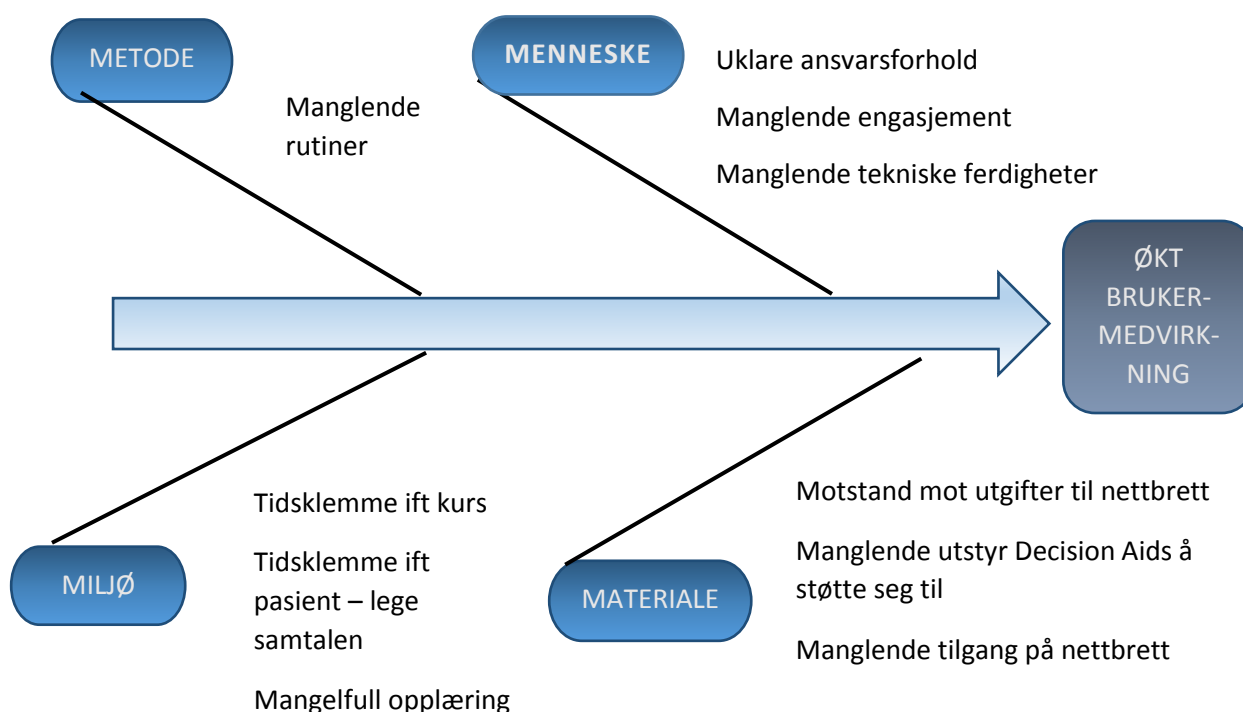 METODE
Manglende
rutiner
MENNESKE
Uklare ansvarsforhold
Manglende engasjement
Manglende tekniske ferdigheter
ØKT
BRUKER-
MEDVIRK-
NING
MILJØ
Tidsklemme ift kurs
Tidsklemme ift
pasient – lege
samtalen
Mangelfull opplæring
MATERIALE
Motstand mot utgifter til nettbrett
Manglende utstyr Decision Aids å
støtte seg til
Manglende tilgang på nettbrett